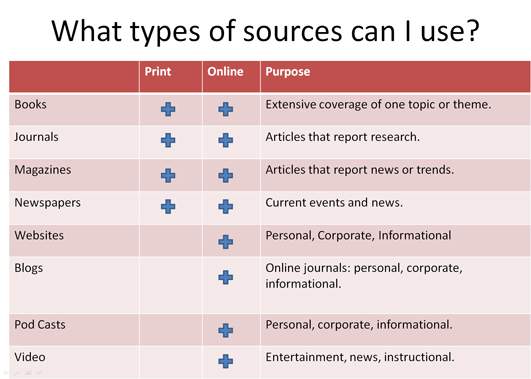 What types of sources can I use?
Print Online Purpose
Books Extensive coverage of one topic or theme.
Journals Articles that report research.
Magazines Articles that report news or trends.
Newspapers Current events and news.
Websites Personal, Corporate, Informational
Blogs Online journals: personal, corporate,
informational.
Pod Casts Personal, corporate, informational.
Video Entertainment, news, instructional.